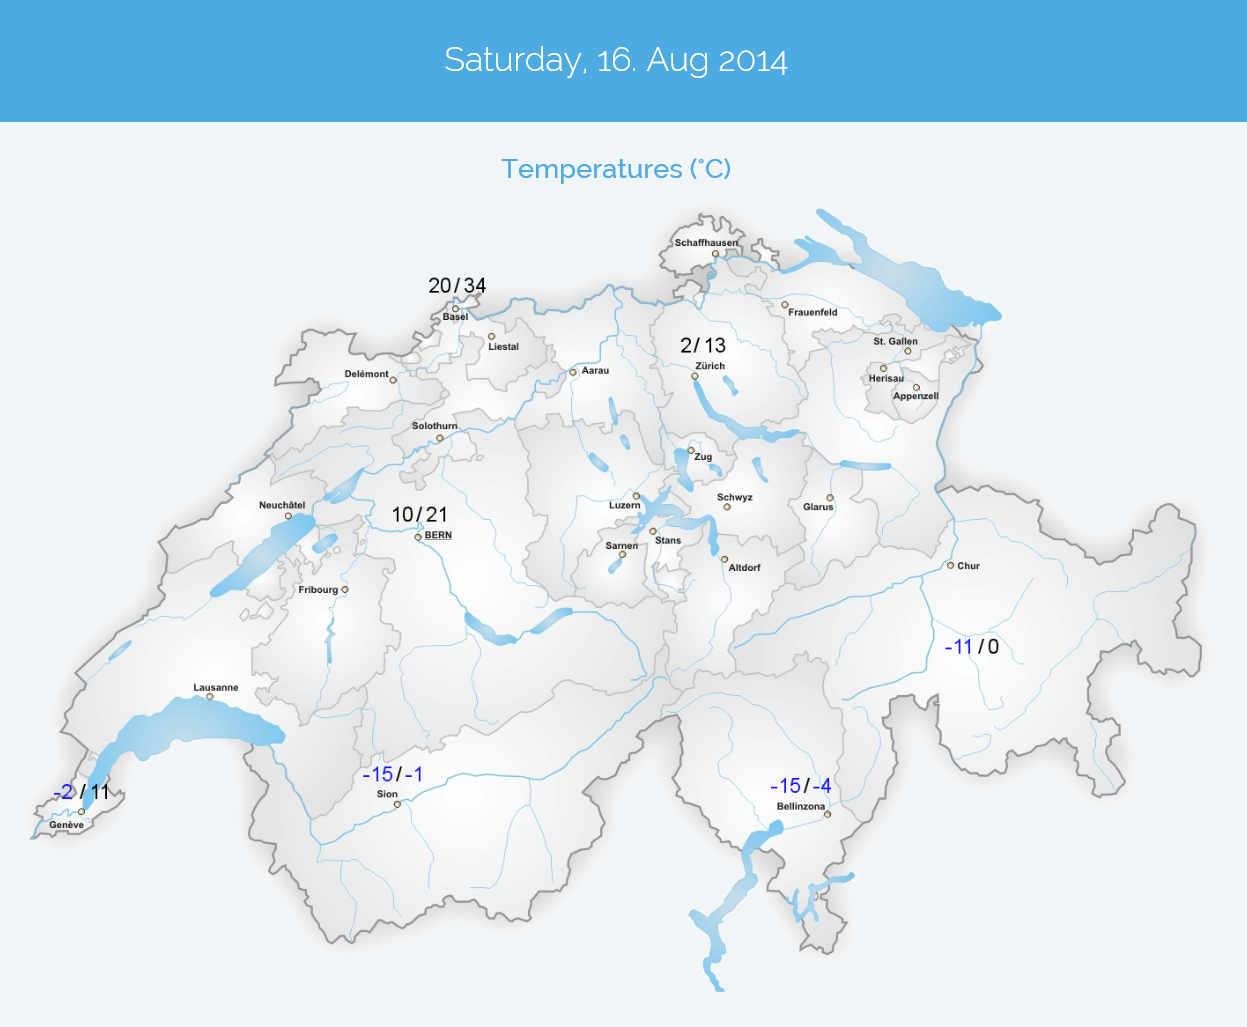 Saturday, 16. Aug 2014
Temperatures (°C)
Schaffhausen
20/34
Basel
Frauenfeld
Liestal
2/13
St. Gallen
Zürich
Delémont
Aarau
Herisau
Appenzell
Solothurn
Zug
Neuchâtel
Luzern
Schwyz
Glarus
10/21
BERN
Stans
Sarnen
Altdorf
Chur
Fribourg
-11/0
Lausanne
-15/-1
Sion
-15/-4
Bellinzona
-2/11
Genève